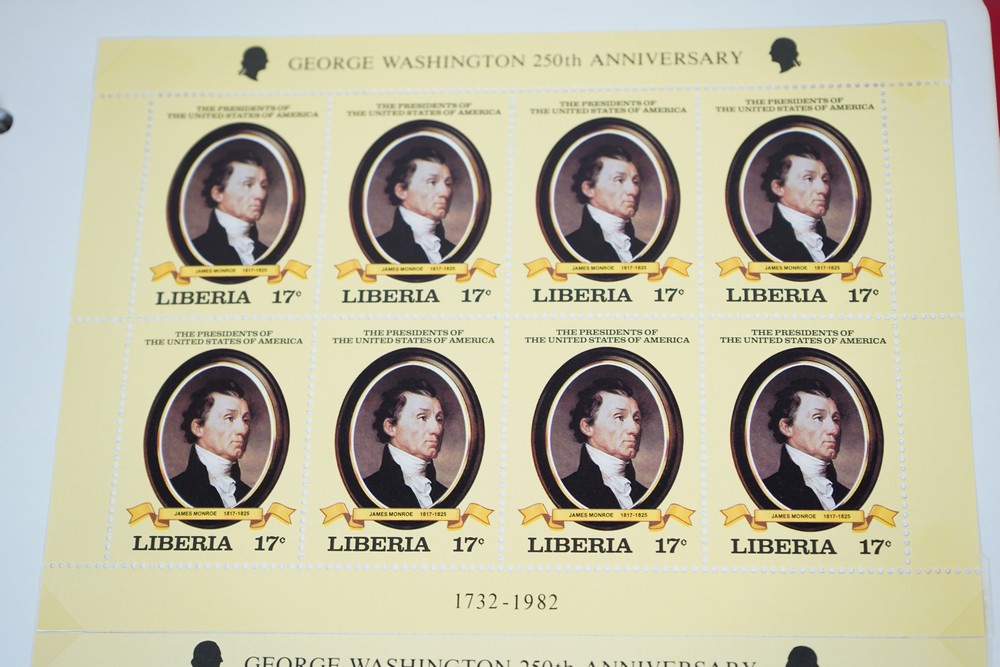 GEORGE WASHINGTON 250th ANNIVERSARY
THE PRESIDENTS OF
THE UNITED STATES OF AMERICA
JAMES MONROE 1817-1825
LIBERIA 17c
THE PRESIDENTS OF
THE UNITED STATES OF AMERICA
JAMES MONROE 1817-1825
LIBERIA 17c
THE PRESIDENTS OF
THE UNITED STATES OF AMERICA
JAMES MONROE 1817-1825
LIBERIA 17c
THE PRESIDENTS OF
THE UNITED STATES OF AMERICA
JAMES MONROE 1817-1825
LIBERIA 17c
THE PRESIDENTS OF
THE UNITED STATES OF AMERICA
JAMES MONROE 1817-1825
LIBERIA 17c
THE PRESIDENTS OF
THE UNITED STATES OF AMERICA
JAMES MONROE 1817-1825
LIBERIA 17c
THE PRESIDENTS OF
THE UNITED STATES OF AMERICA
JAMES MONROE 1817-1825
LIBERIA 17c
THE PRESIDENTS OF
THE UNITED STATES OF AMERICA
JAMES MONROE 1817-1825
LIBERIA 17c
1732-1982
GEORGE WASHINGTON 250th ANNIVERSARY